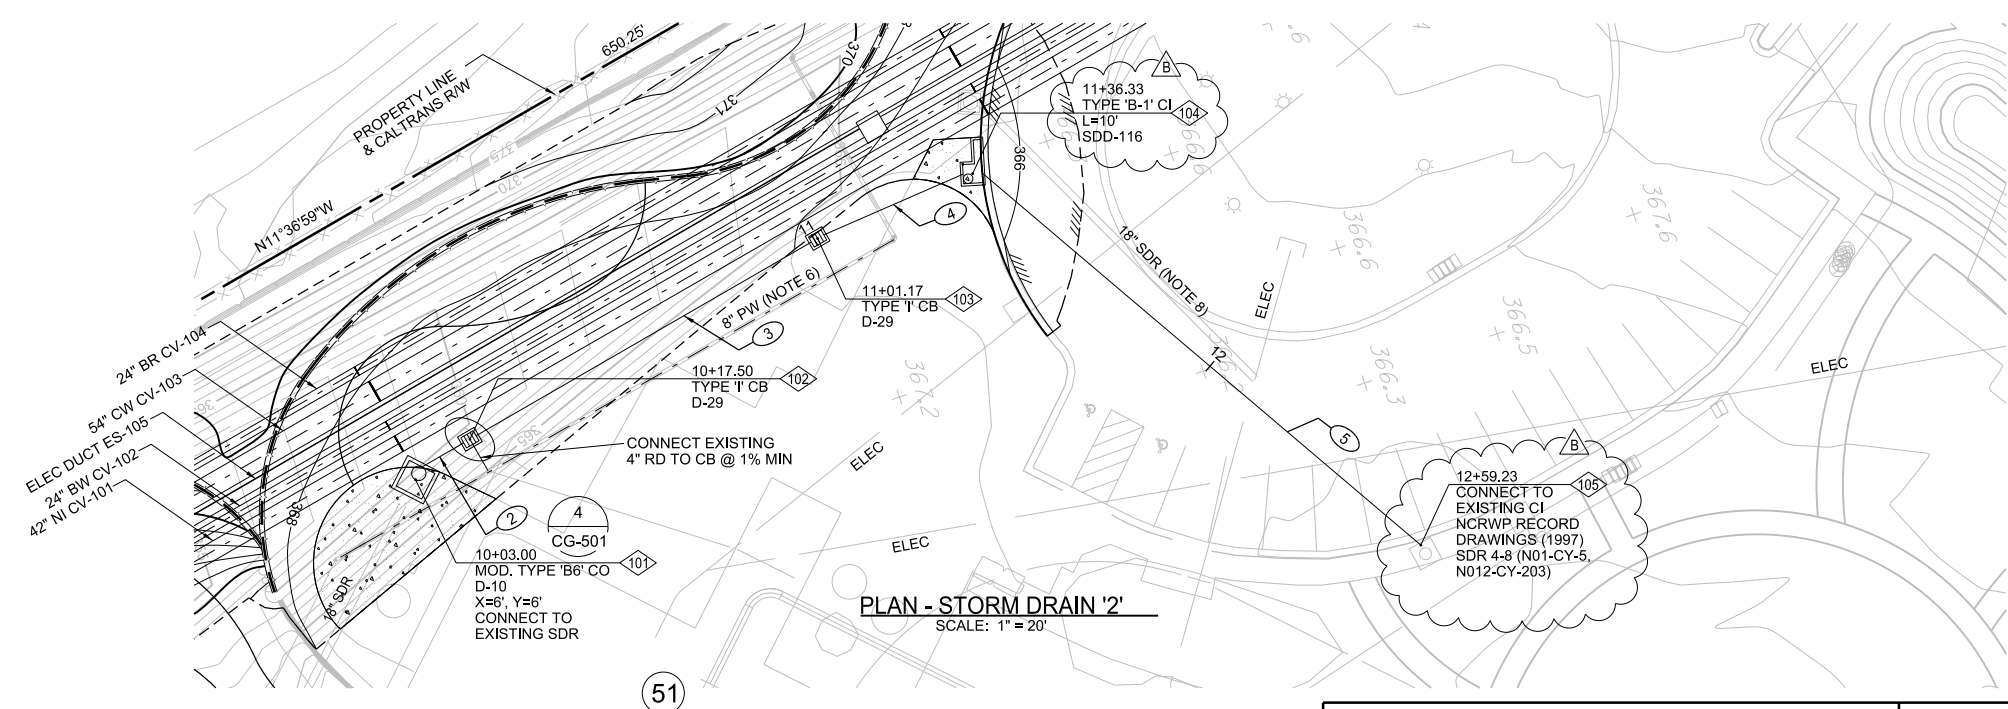 650.25'
PROPERTY LINE
& CALTRANS R/W
N11°36'59"W
370
371
375
370
B
11+36.33
TYPE 'B-1' CI
L=10'
SDD-116
104
366
366.6
367.6
366.6
366.5
366.3
367.2
4
11
18" SDR (NOTE 8)
ELEC
8" PW (NOTE 6)
3
11+01.17
TYPE 'I' CB
D-29
103
12
ELEC
24" BR CV-104
54" CW CV-103
ELEC DUCT ES-105
24" BW CV-102
42" NI CV-101
10+17.50
TYPE 'I' CB
D-29
102
365
368
CONNECT EXISTING
4" RD TO CB @ 1% MIN
ELEC
5
B
12+59.23
CONNECT TO
EXISTING CI
NCRWP RECORD
DRAWINGS (1997)
SDR 4-8 (N01-CY-5,
N012-CY-203)
105
2
4
CG-501
ELEC
10+03.00
MOD. TYPE 'B6' CO
D-10
X=6', Y=6'
CONNECT TO
EXISTING SDR
101
18" SDR
PLAN - STORM DRAIN '2'
SCALE: 1" = 20'
51